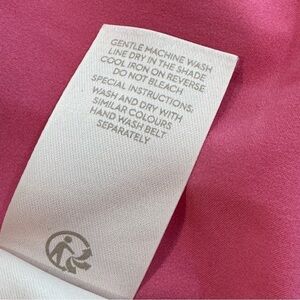 GENTLE MACHINE WASH
LINE DRY IN THE SHADE
COOL IRON ON REVERSE
DO NOT BLEACH
SPECIAL INSTRUCTIONS:
WASH AND DRY WITH
SIMILAR COLOURS
HAND WASH BELT
SEPARATELY